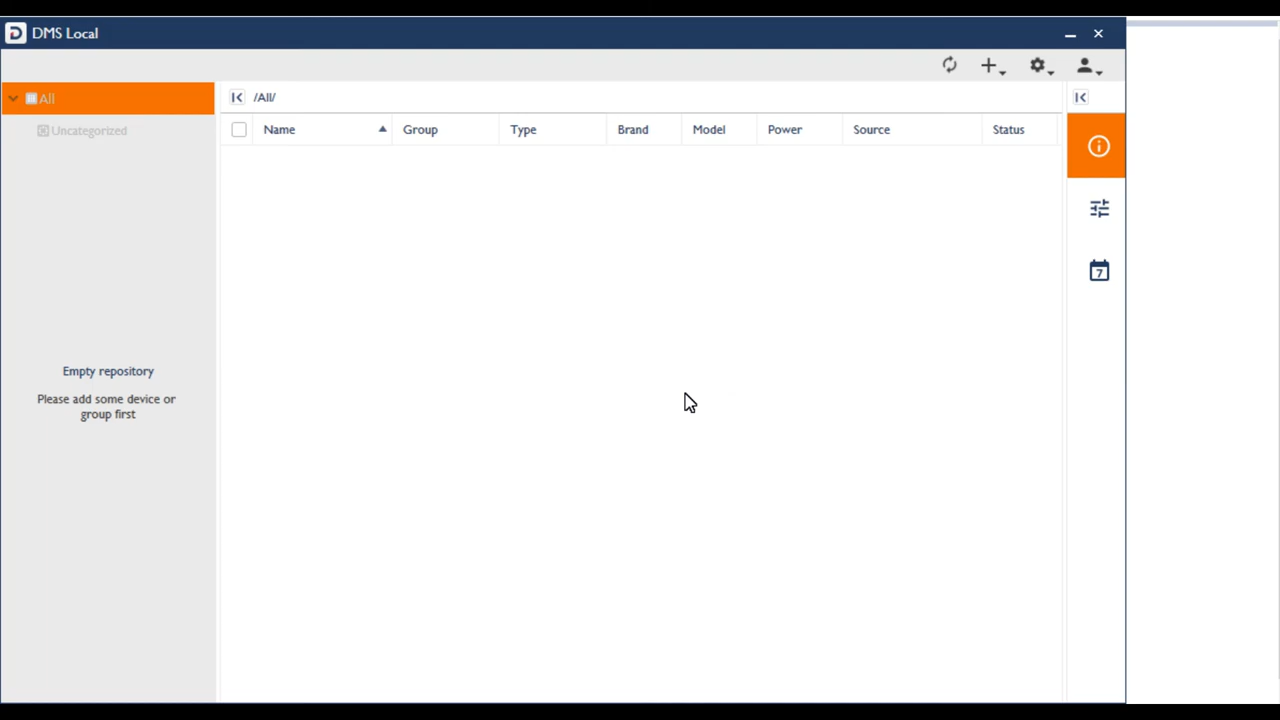 DMS Local
All
/All/
Uncategorized
Name Group Type Brand Model Power Source Status
7
Empty repository
Please add some device or
group first